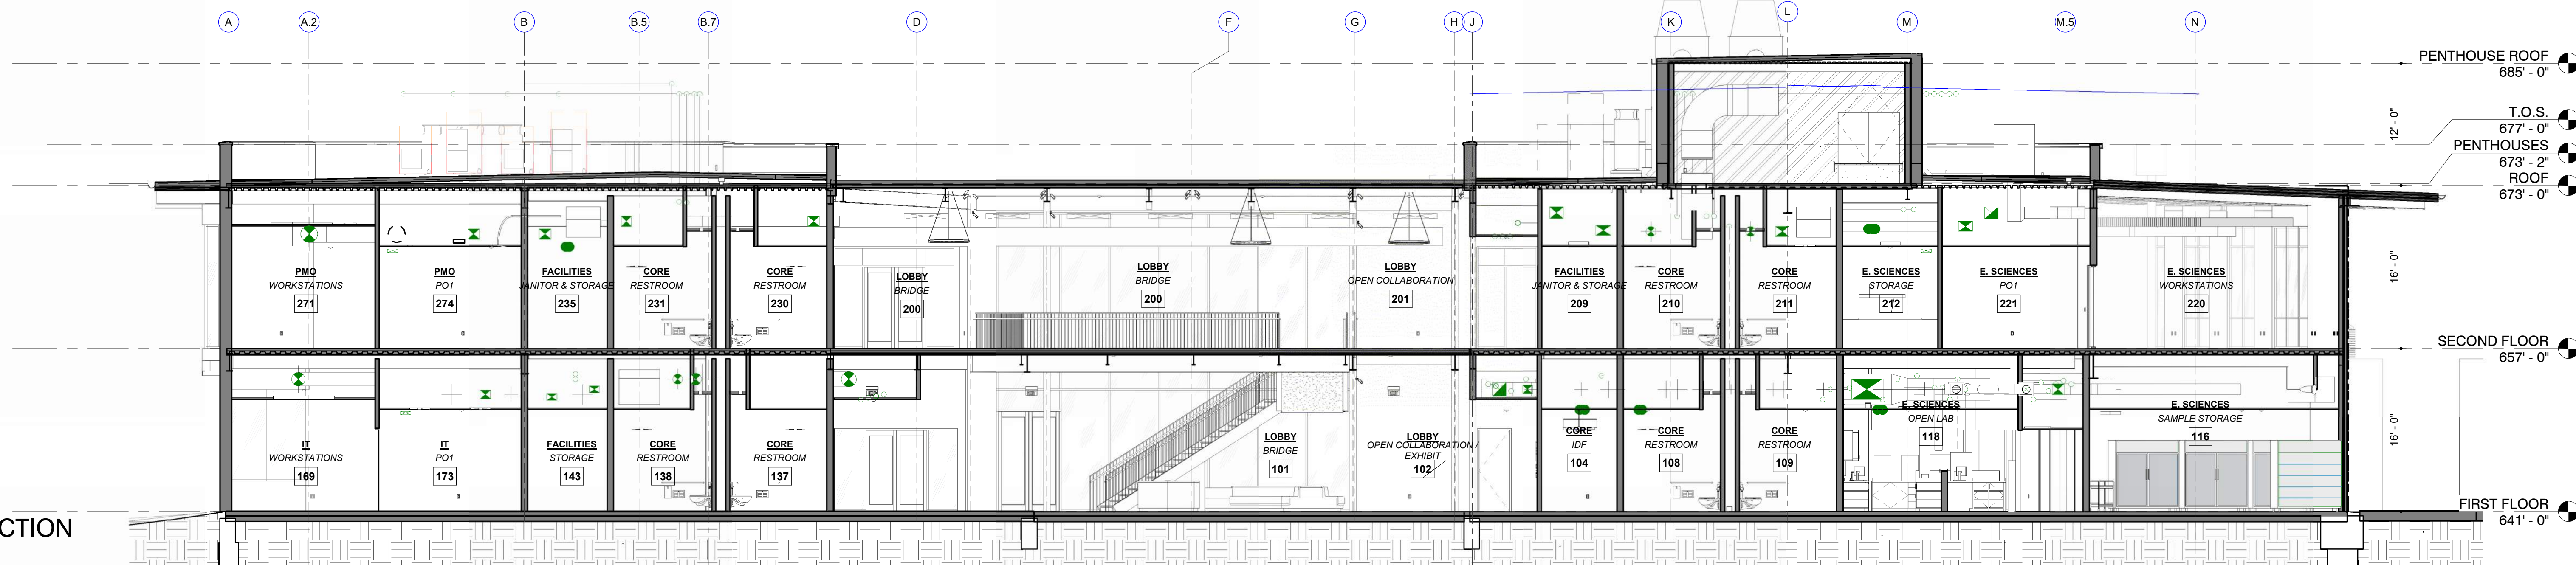 A
A.2
B
B.5
B.7
D
F
G
H
J
K
L
M
M.5
N
PENTHOUSE ROOF
685' - 0"
T.O.S.
677' - 0"
PENTHOUSES
673' - 2"
ROOF
673' - 0"
SECOND FLOOR
657' - 0"
FIRST FLOOR
641' - 0"
12' - 0"
16' - 0"
16' - 0"
PMO
WORKSTATIONS
271
PMO
PO1
274
FACILITIES
JANITOR & STORAGE
235
CORE
RESTROOM
231
CORE
RESTROOM
230
LOBBY
BRIDGE
200
LOBBY
BRIDGE
200
LOBBY
OPEN COLLABORATION
201
FACILITIES
JANITOR & STORAGE
209
CORE
RESTROOM
210
CORE
RESTROOM
211
E. SCIENCES
STORAGE
212
E. SCIENCES
PO1
221
E. SCIENCES
WORKSTATIONS
220
IT
WORKSTATIONS
169
IT
PO1
173
FACILITIES
STORAGE
143
CORE
RESTROOM
138
CORE
RESTROOM
137
LOBBY
BRIDGE
101
LOBBY
OPEN COLLABORATION /
EXHIBIT
102
CORE
IDF
104
CORE
RESTROOM
108
CORE
RESTROOM
109
E. SCIENCES
OPEN LAB
118
E. SCIENCES
SAMPLE STORAGE
116
CTION